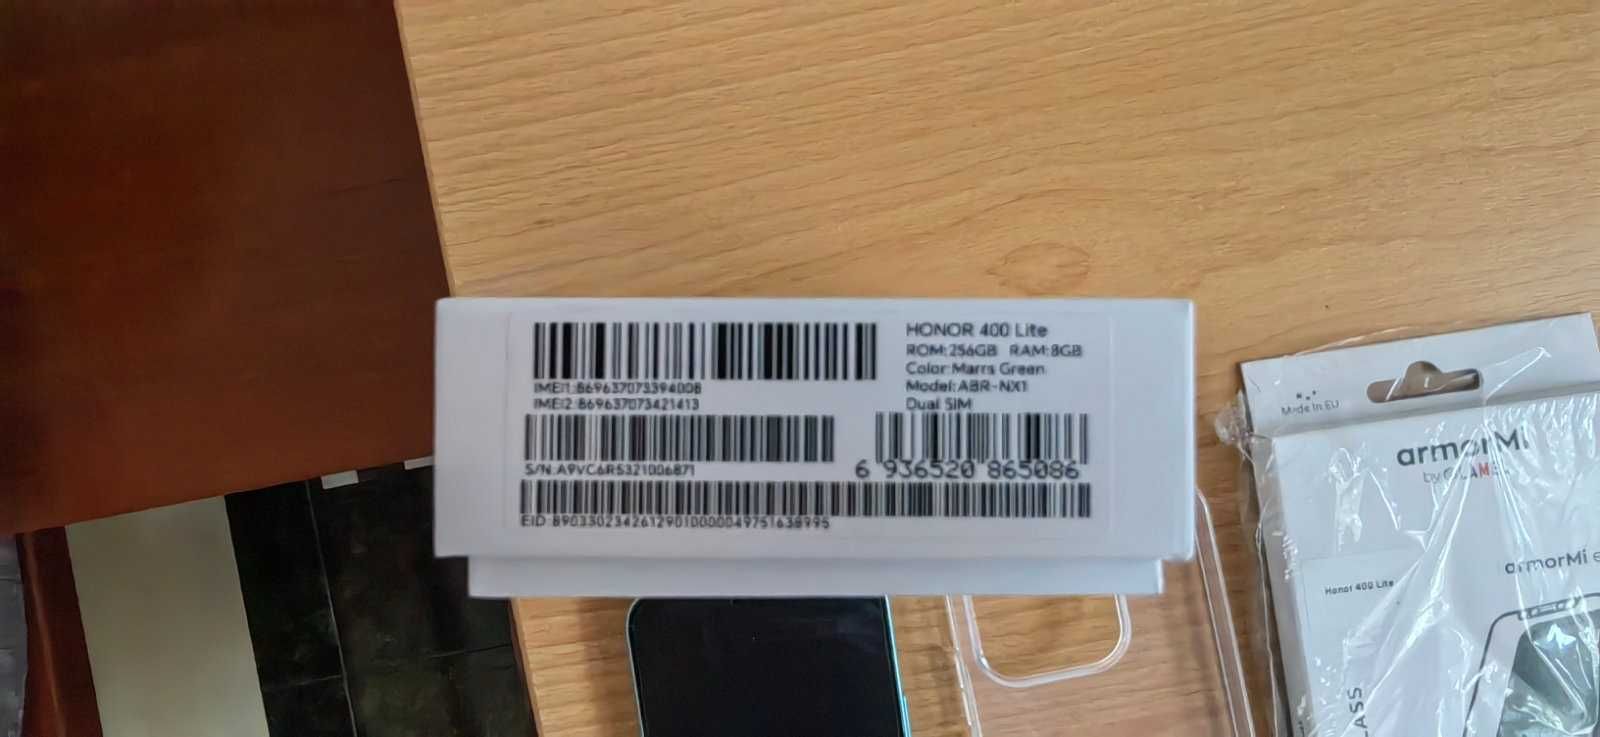 HONOR 400 Lite
ROM:256GB RAM:8GB
Color:Marrs Green
Model:ABR-NX1
Dual SIM
IMEI1:869637073394008
IMEI2:869637073421413
S/N:A9VC6R5321006871
6 936520 865086
EID:89033023426129010000049751638995
Made in EU
armorMi
by
armorMi
Honor 400 Lite